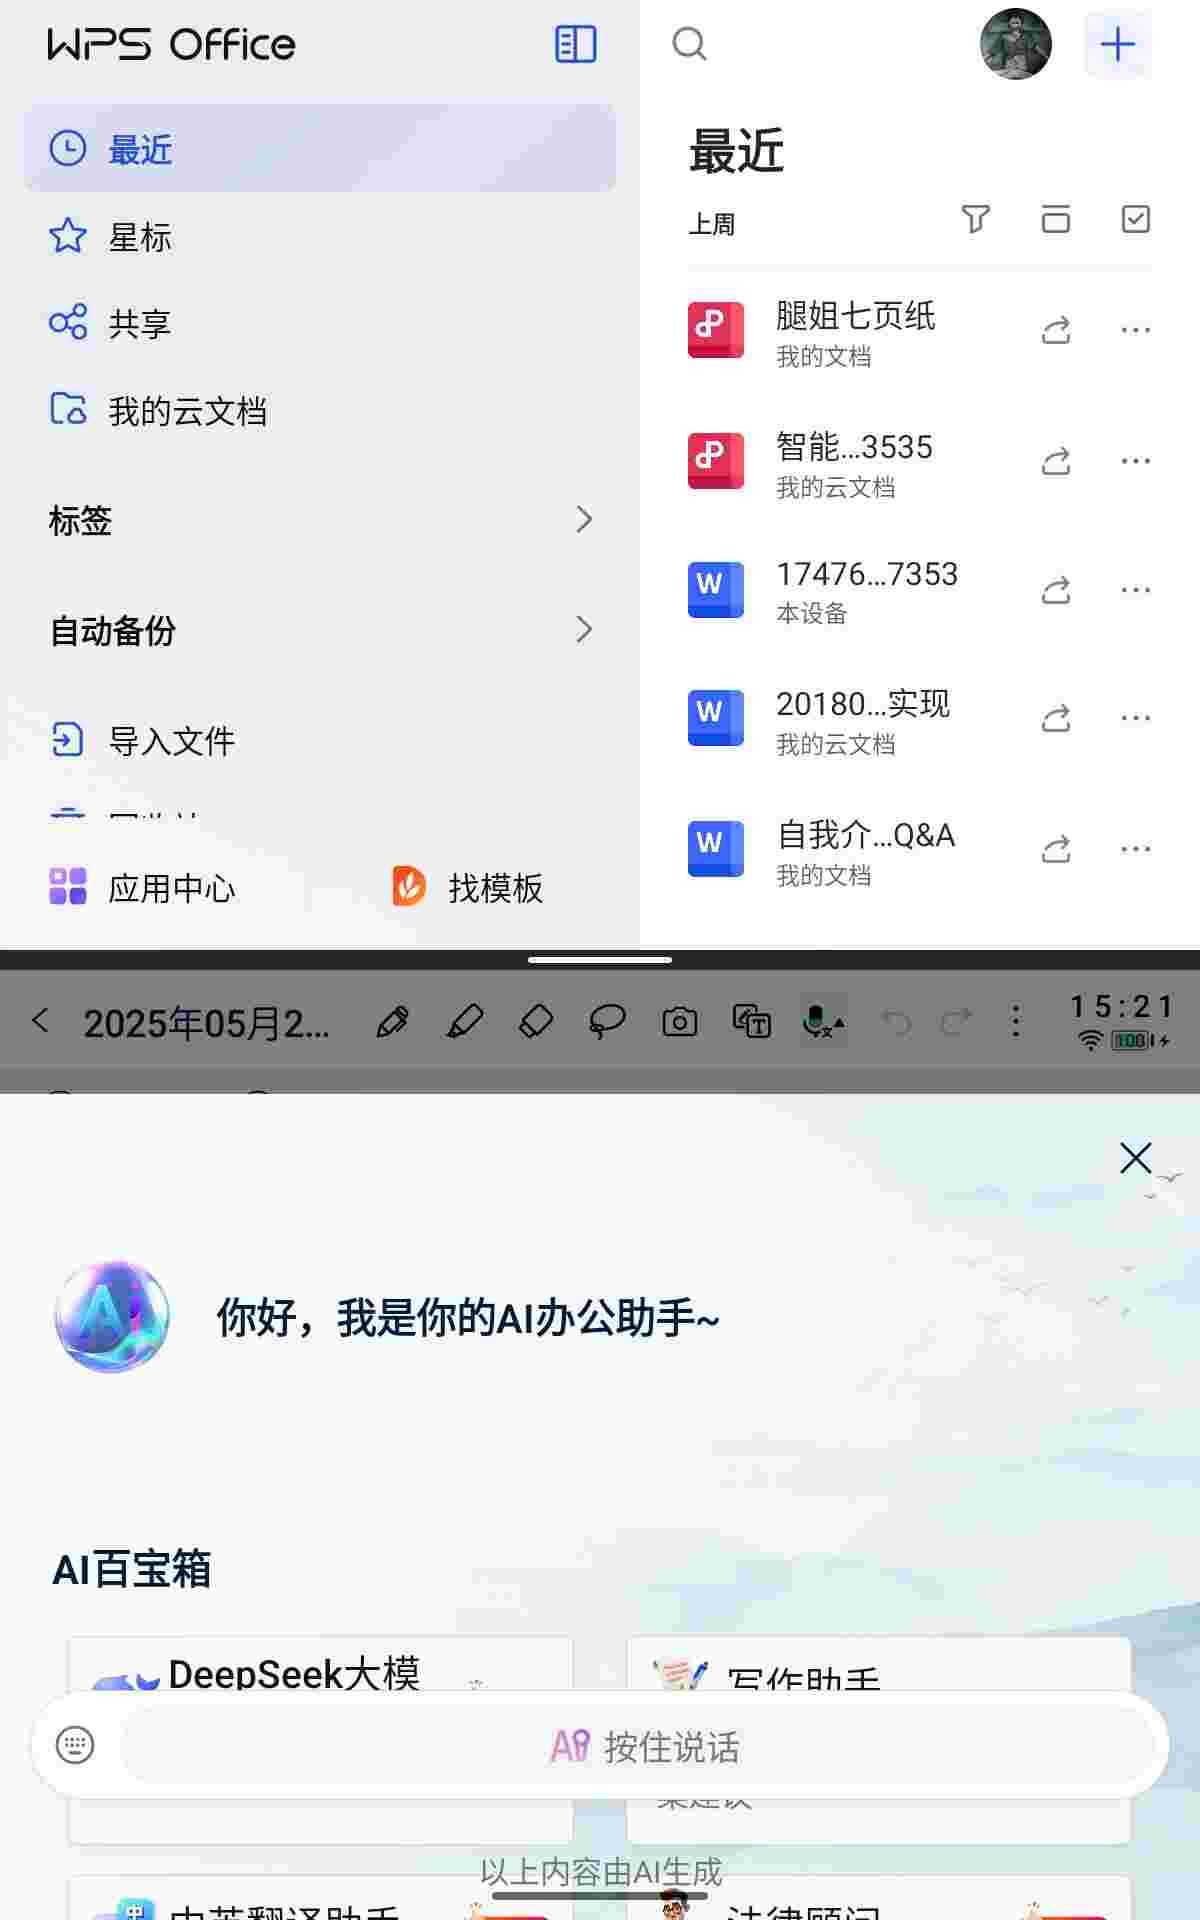 WPS Office
最近
星标
共享
我的云文档
标签
自动备份
导入文件
应用中心
找模板
最近
上周
腿姐七页纸
我的文档
智能...3535
我的云文档
17476...7353
本设备
20180...实现
我的云文档
自我介...Q&A
我的文档
2025年05月2...
15:21
100
你好，我是你的AI办公助手~
AI百宝箱
DeepSeek大模
写作助手
按住说话
以上内容由AI生成
中英翻译助手
法律顾问